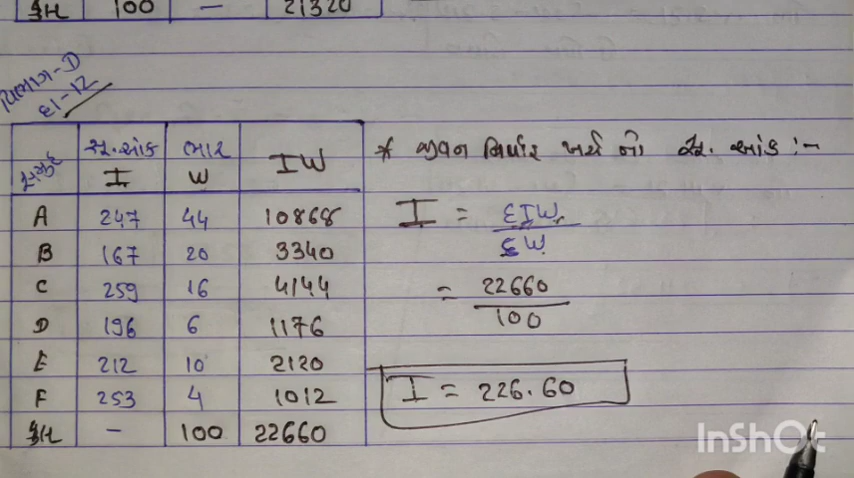 કુલ 100 — 21320
વિભાગ-D
દા-12
સમૂહ સૂ.આંક ભાર IW
I W
A 247 44 10868
B 167 20 3340
C 259 16 4144
D 196 6 1176
E 212 10 2120
F 253 4 1012
કુલ — 100 22660
* જીવન નિર્વાહ ખર્ચ નો સૂ. આંક :-
I = ΣIW
ΣW
= 22660
100
I = 226.60
InShOt